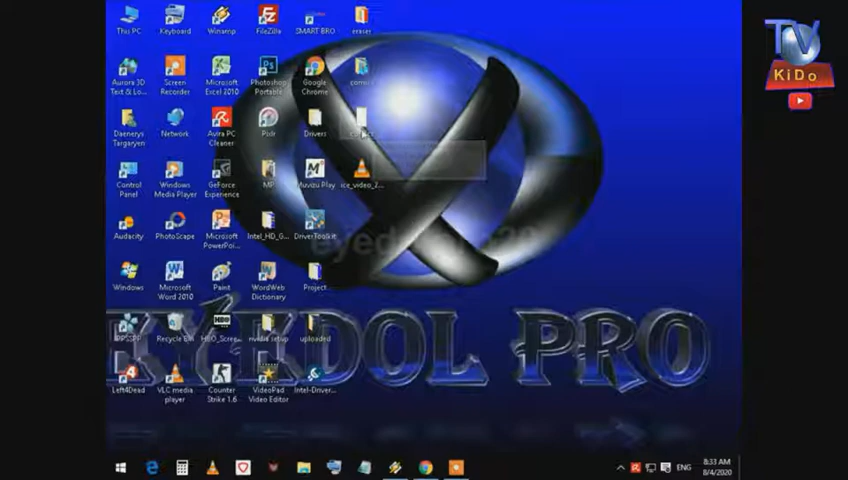 This PC
Keyboard
Winamp
FileZilla
SMART BRO
eraser
Aurora 3D
Text & Lo...
Screen
Recorder
Microsoft
Excel 2010
Photoshop
Portable
Google
Chrome
Daenerys
Targaryen
Network
Avira PC
Cleaner
Pixlr
Drivers
Control
Panel
Windows
Media Player
GeForce
Experience
MP
Muvizu Play
ice_video_2...
Audacity
PhotoScape
Microsoft
PowerPoi...
Intel_HD_G...
DriverToolkit
Windows
Microsoft
Word 2010
Paint
WordWeb
Dictionary
Project
PPSSPP
Recycle Bin
nvidia setup
uploaded
Left4Dead
VLC media
player
Counter
Strike 1.6
VideoPad
Video Editor
Intel-Driver...
EYEDOL PRO
ENG
8:33 AM
8/4/2020
TV
KiDo